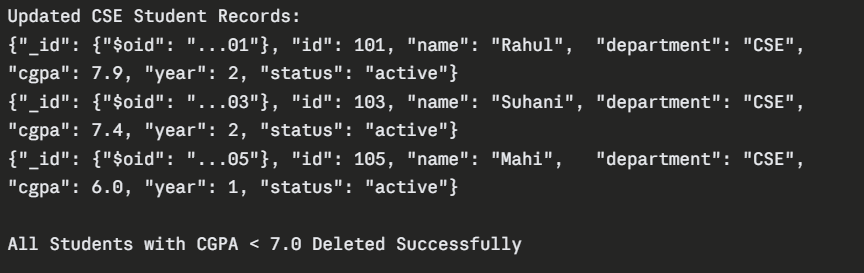 Updated CSE Student Records:
{"_id": {"$oid": "...01"}, "id": 101, "name": "Rahul",  "department": "CSE",
"cgpa": 7.9, "year": 2, "status": "active"}
{"_id": {"$oid": "...03"}, "id": 103, "name": "Suhani", "department": "CSE",
"cgpa": 7.4, "year": 2, "status": "active"}
{"_id": {"$oid": "...05"}, "id": 105, "name": "Mahi",   "department": "CSE",
"cgpa": 6.0, "year": 1, "status": "active"}

All Students with CGPA < 7.0 Deleted Successfully